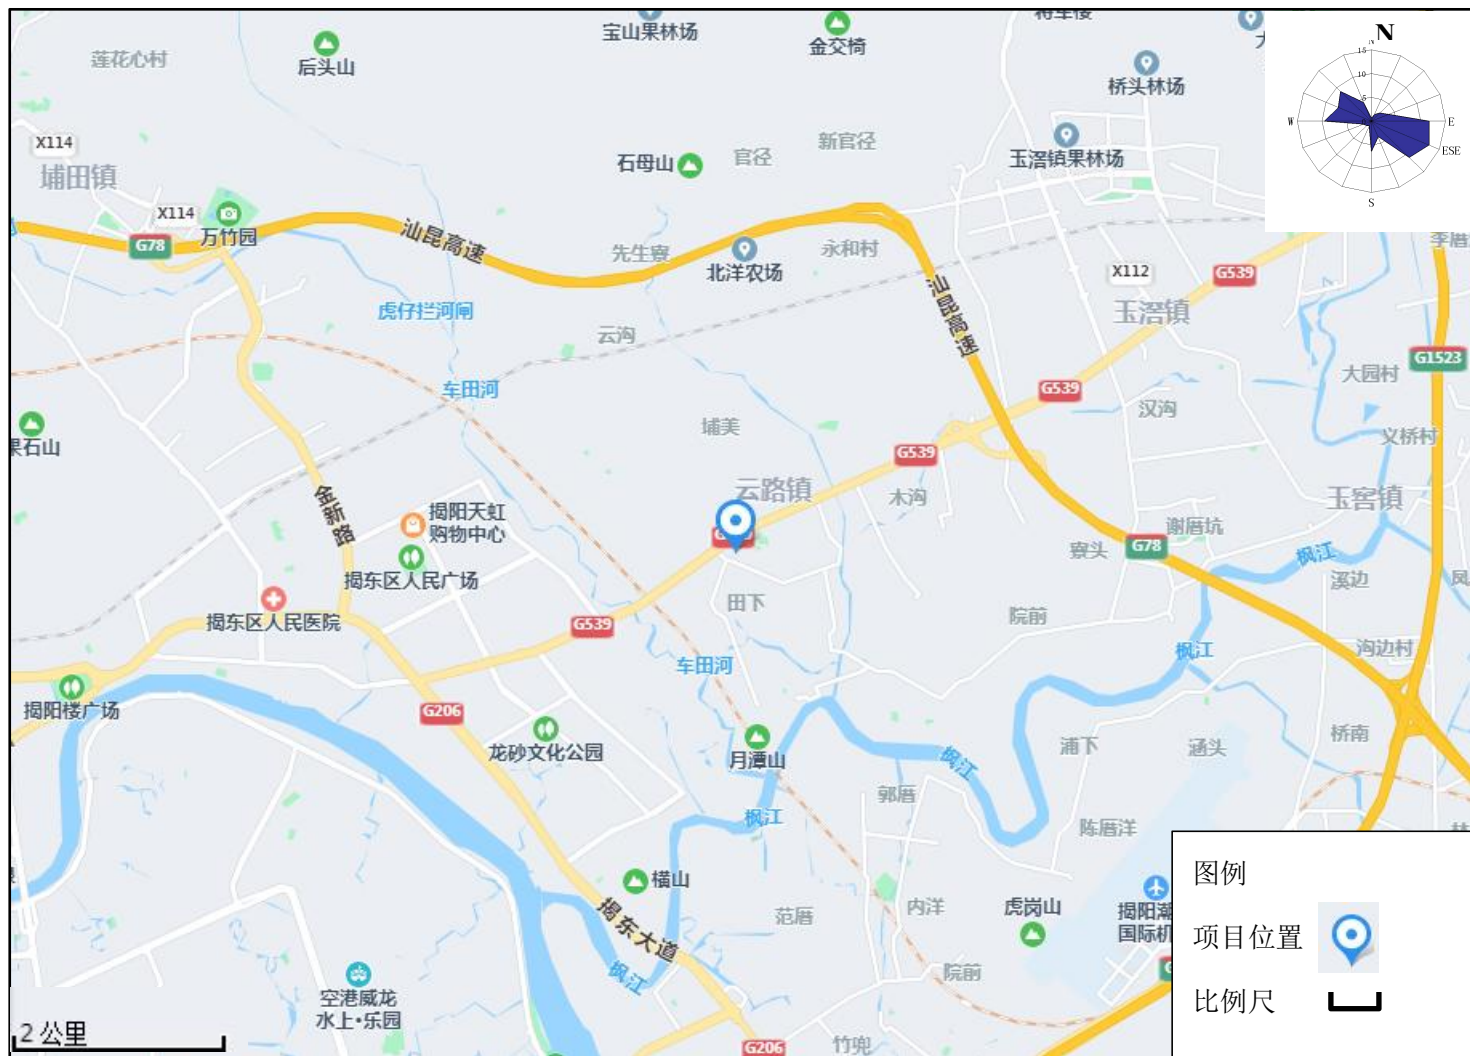 莲花心村
后头山
宝山果林场
金交椅
桥头林场
N
15
10
5
E
ESE
S
W
X114
埔田镇
X114
石母山
官径
新官径
玉滘镇果林场
G78
万竹园
汕昆高速
先生寮
北洋农场
永和村
X112
G539
虎仔拦河闸
云沟
汕昆高速
玉滘镇
G1523
大园村
车田河
G539
汉沟
埔美
义桥村
果石山
G539
云路镇
木沟
玉窖镇
金新路
揭阳天虹
购物中心
谢厝坑
寮头
G78
枫江
揭东区人民广场
溪边
田下
院前
揭东区人民医院
G539
车田河
枫江
沟边村
揭阳楼广场
G206
龙砂文化公园
月潭山
枫江
浦下
涵头
桥南
郭厝
枫江
陈厝洋
横山
揭东大道
范厝
内洋
虎岗山
揭阳潮
国际机
枫江
院前
空港威龙
水上·乐园
竹兜
G206
2 公里
图例
项目位置
比例尺